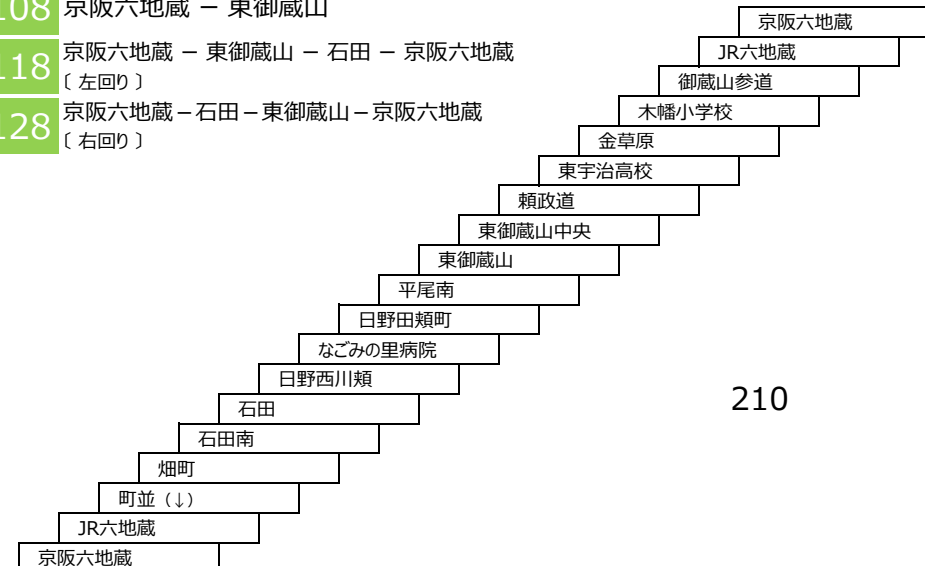 108 京阪六地蔵 － 東御蔵山
118 京阪六地蔵 － 東御蔵山 － 石田 － 京阪六地蔵
〔 左回り 〕
128 京阪六地蔵－石田－東御蔵山－京阪六地蔵
〔 右回り 〕
京阪六地蔵
JR六地蔵
御蔵山参道
木幡小学校
金草原
東宇治高校
頼政道
東御蔵山中央
東御蔵山
平尾南
日野田頬町
なごみの里病院
日野西川頬
石田
210
石田南
畑町
町並（↓）
JR六地蔵
京阪六地蔵